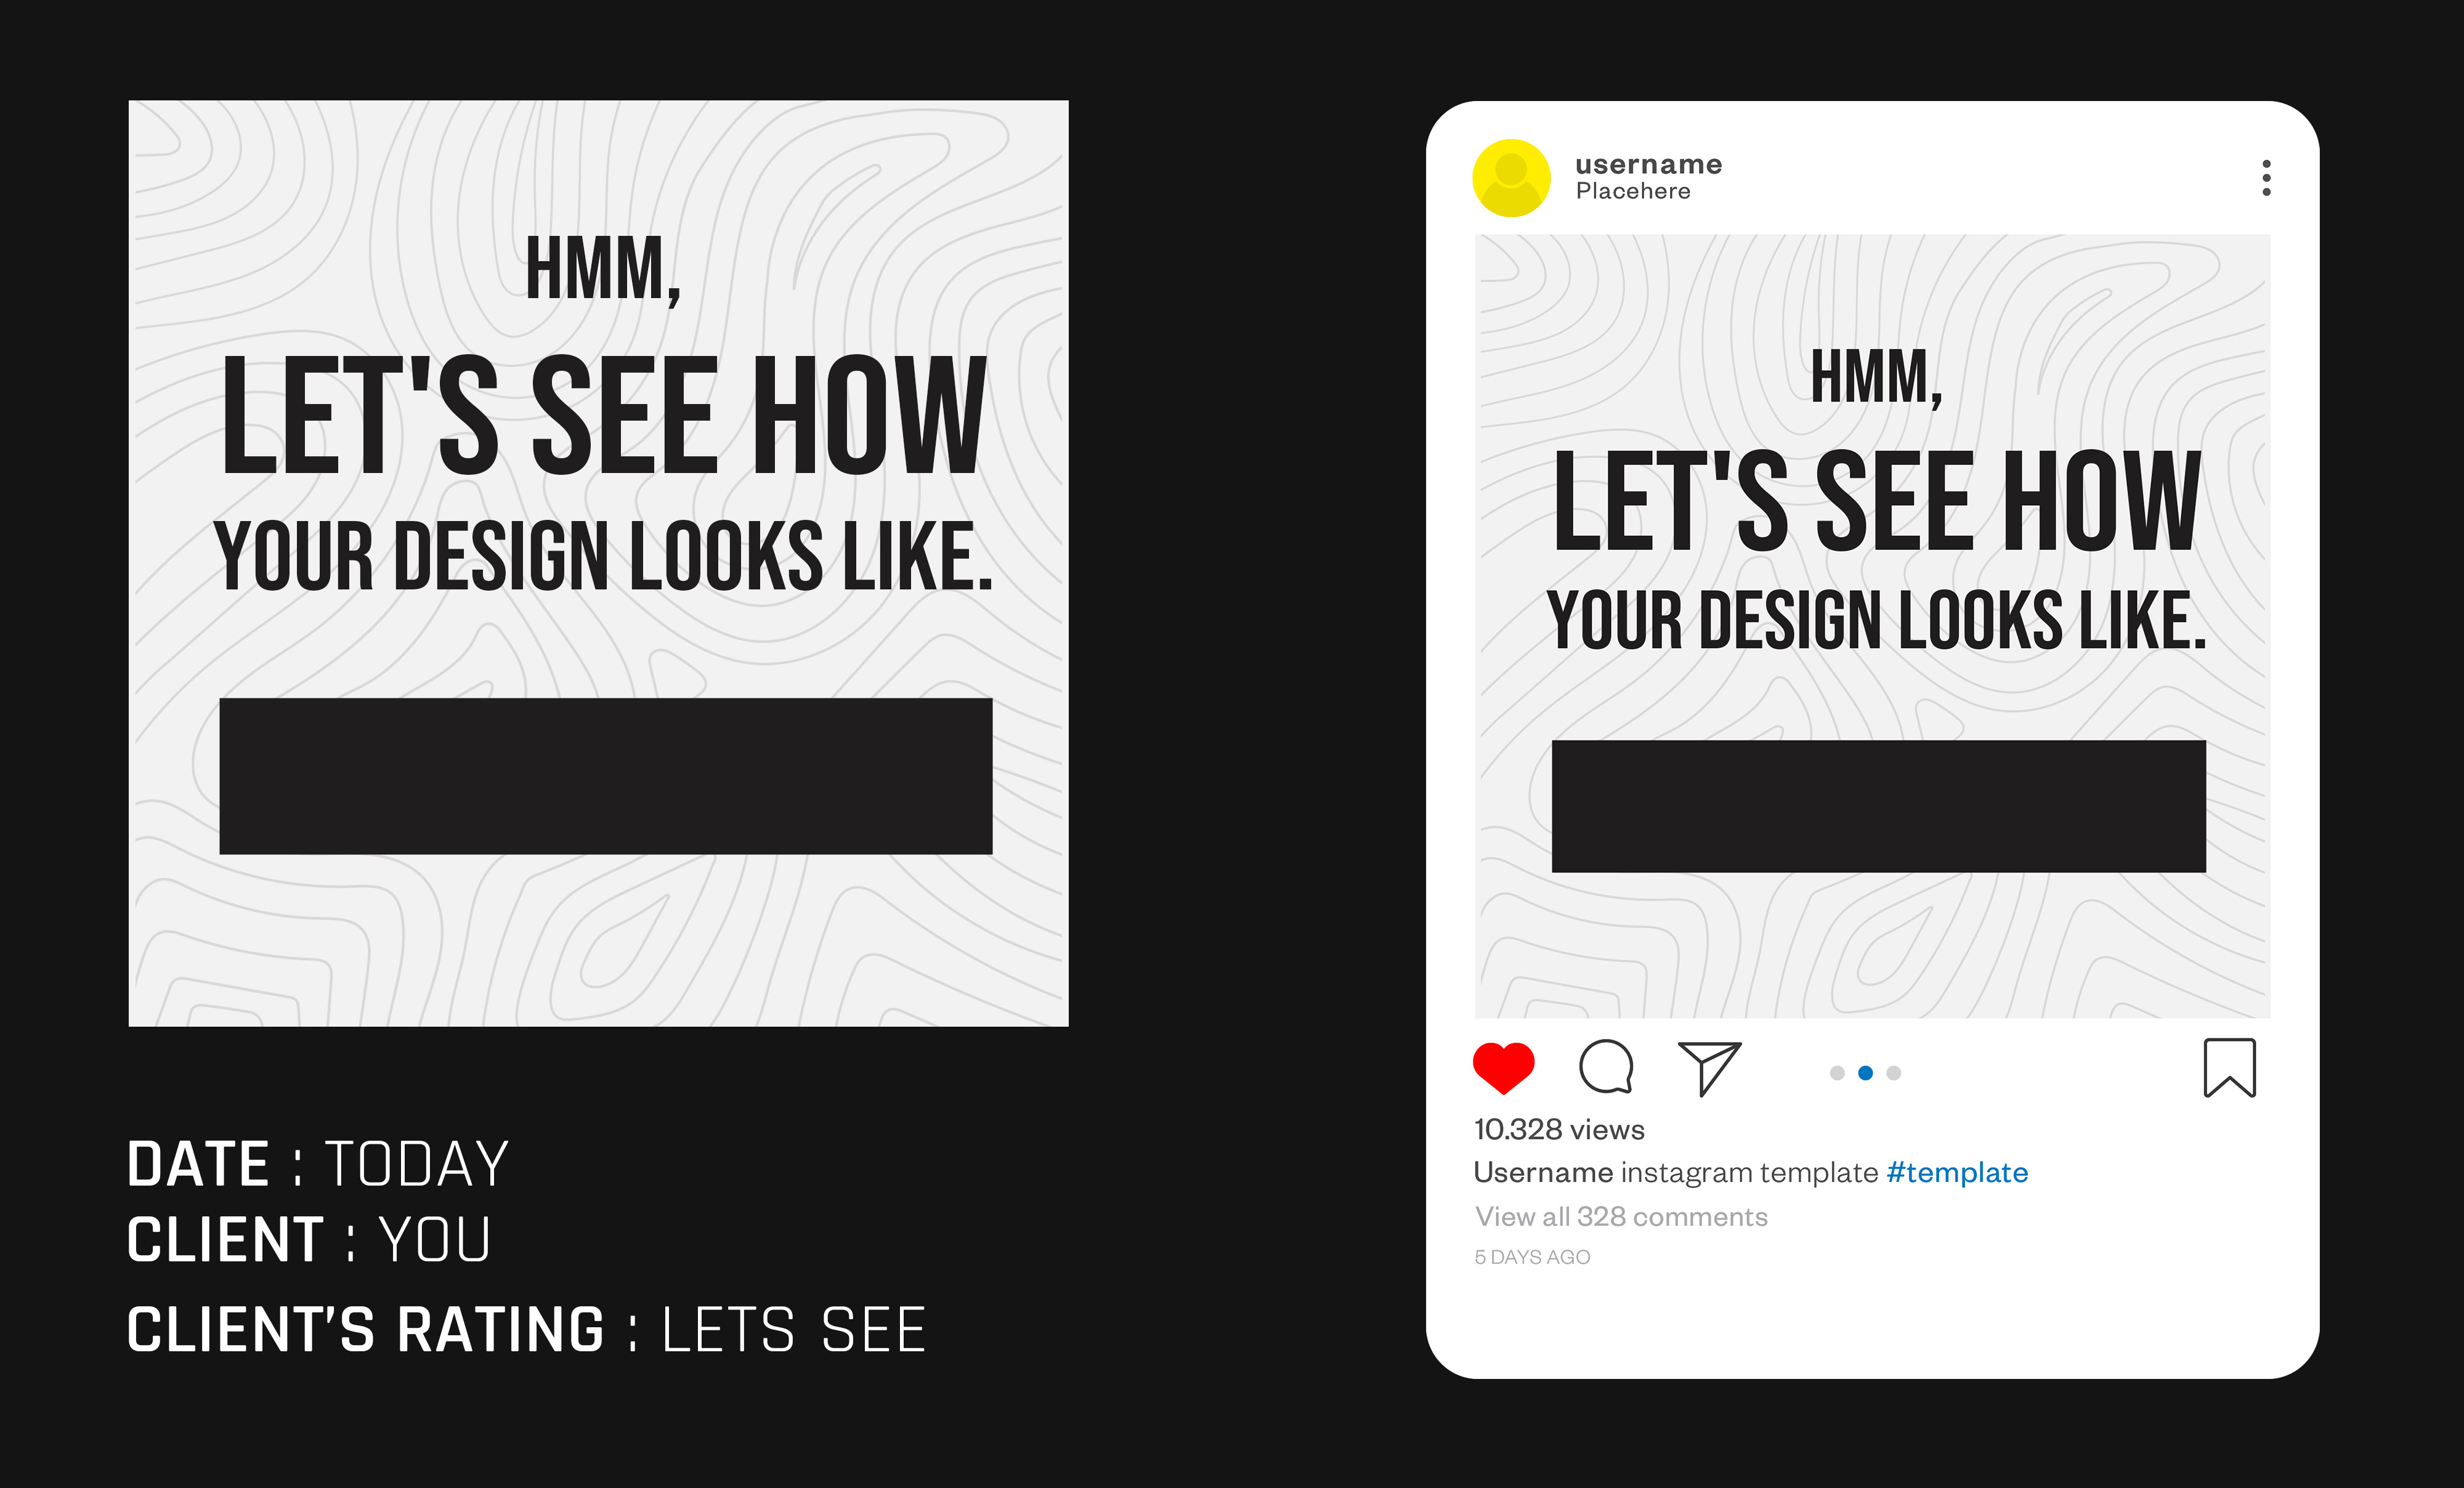 HMM,
LET'S SEE HOW
YOUR DESIGN LOOKS LIKE.
DATE : TODAY
CLIENT : YOU
CLIENT'S RATING : LETS SEE
username
Placehere
HMM,
LET'S SEE HOW
YOUR DESIGN LOOKS LIKE.
10.328 views
Username instagram template #template
View all 328 comments
5 DAYS AGO